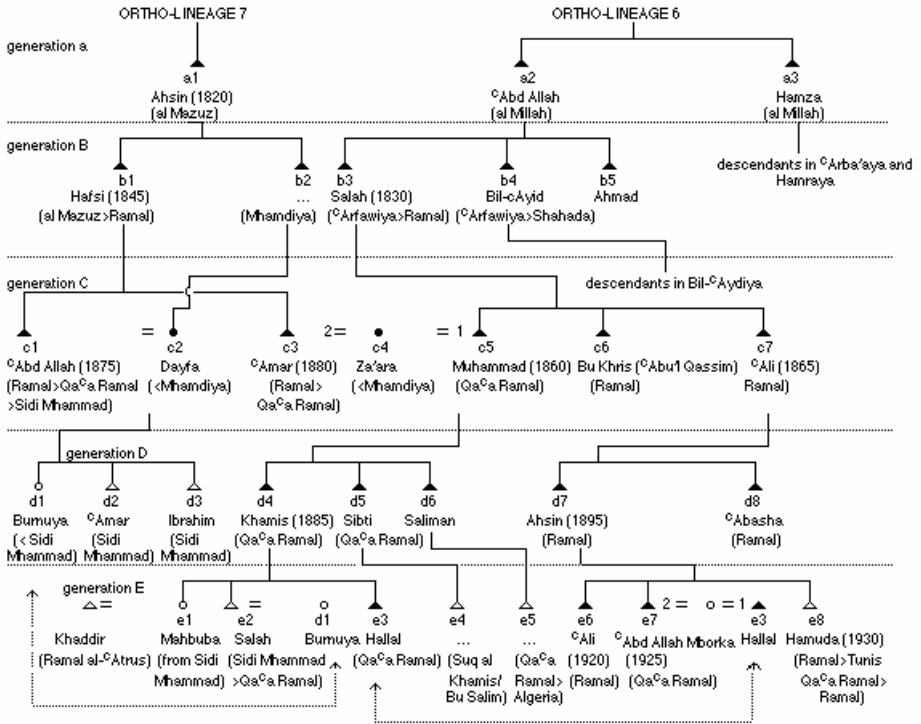 ORTHO-LINEAGE 7 ORTHO-LINEAGE 6
generation a
a1 a2 a3
Ahsin (1820) ᶜAbd Allah Hamza
(al Mazuz) (al Millah) (al Millah)
generation B
descendants in ᶜArba'aya and
Hamraya
b1 b2 b3 b4 b5
Hafsi (1845) ... Salah (1830) Bil-cAyid Ahmad
(al Mazuz>Ramal) (Mhamdiya) (ᶜArfawiya>Ramal) (ᶜArfawiya>Shahada)
generation C descendants in Bil-ᶜAydiya
= 2= = 1
c1 c2 c3 c4 c5 c6 c7
ᶜAbd Allah (1875) Dayfa ᶜAmar (1880) Za'ara Muhammad (1860) Bu Khris (ᶜAbu'l Qassim) ᶜAli (1865)
(Ramal>Qaᶜa Ramal (<Mhamdiya) (Ramal> (<Mhamdiya) (Qaᶜa Ramal) (Ramal) Ramal)
>Sidi Mhammad) Qaᶜa Ramal)
generation D
d1 d2 d3 d4 d5 d6 d7 d8
Burnuya ᶜAmar Ibrahim Khamis (1885) Sibti Saliman Ahsin (1895) ᶜAbasha
(< Sidi (Sidi (Sidi (Qaᶜa Ramal) (Qaᶜa Ramal) (Ramal) (Ramal)
Mhammad) Mhammad) Mhammad)
generation E
= = 2 = = 1
e1 e2 d1 e3 e4 e5 e6 e7 e3 e8
Khaddir Mahbuba Salah Burnuya Hallal ... ... ᶜAli ᶜAbd Allah Mborka Hallal Hamuda (1930)
(Ramal al-ᶜAtrus) (from Sidi (Sidi Mhammad (Qaᶜa Ramal) (Suq al (Qaᶜa (1920) (1925) (Ramal>Tunis
Mhammad) >Qaᶜa Ramal) Khamis/ Ramal> (Ramal) (Qaᶜa Ramal) Qaᶜa Ramal>
Bu Salim) Algeria) Ramal)